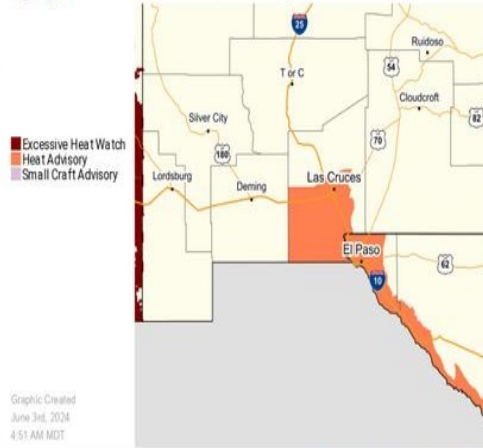 25
Ruidoso
54
T or C
Cloudcroft
82
Silver City
70
180
Excessive Heat Watch
Heat Advisory
Small Craft Advisory
Lordsburg
Deming
Las Cruces
El Paso
62
10
Graphic Created
June 3rd, 2024
4:51 AM MDT